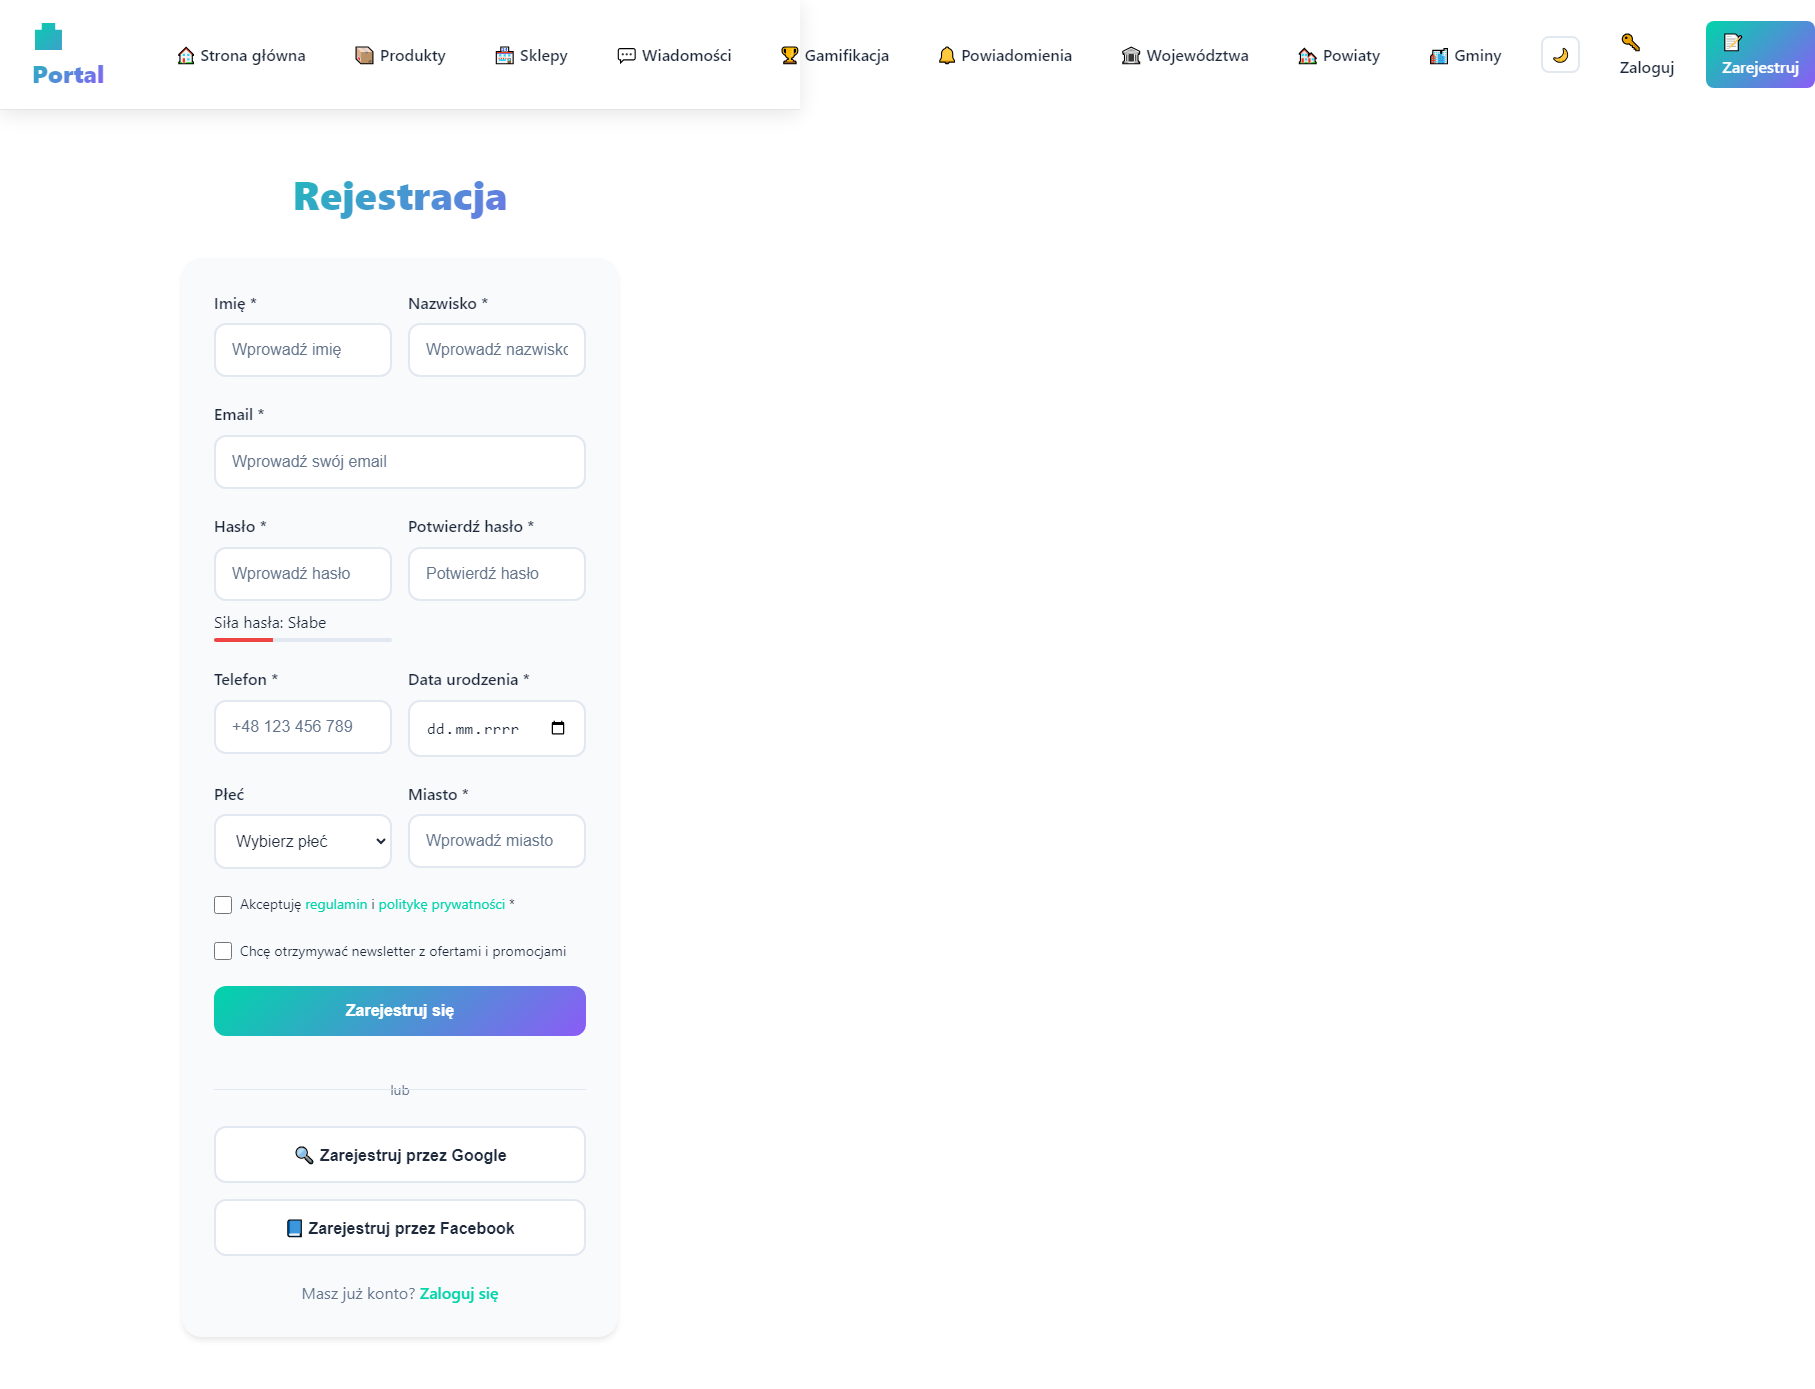 Portal
Strona główna
Produkty
Sklepy
Wiadomości
Gamifikacja
Powiadomienia
Województwa
Powiaty
Gminy
Zaloguj
Zarejestruj
Rejestracja
Imię * Nazwisko *
Wprowadź imię Wprowadź nazwisko
Email *
Wprowadź swój email
Hasło * Potwierdź hasło *
Wprowadź hasło Potwierdź hasło
Siła hasła: Słabe
Telefon * Data urodzenia *
+48 123 456 789 dd.mm.rrrr
Płeć Miasto *
Wybierz płeć Wprowadź miasto
Akceptuję regulamin i politykę prywatności *
Chcę otrzymywać newsletter z ofertami i promocjami
Zarejestruj się
lub
Zarejestruj przez Google
Zarejestruj przez Facebook
Masz już konto? Zaloguj się